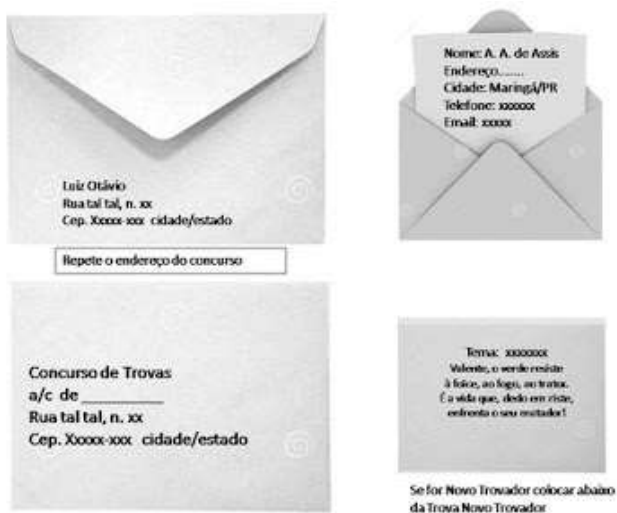 Nome: A. A. de Assis
Endereço.......
Cidade: Maringá/PR
Telefone: xxxxxx
Email: xxxxx
Luiz Otávio
Rua tal tal, n. xx
Cep. Xxxxx-xxx cidade/estado
Repete o endereço do concurso
Concurso de Trovas
a/c de __________
Rua tal tal, n. xx
Cep. Xxxxx-xxx cidade/estado
Tema: xxxxxxx
Valente, o verde resiste
à foice, ao fogo, ao trator.
É a vida que, dedo em riste,
enfrenta o seu matador!
Se for Novo Trovador colocar abaixo
da Trova Novo Trovador